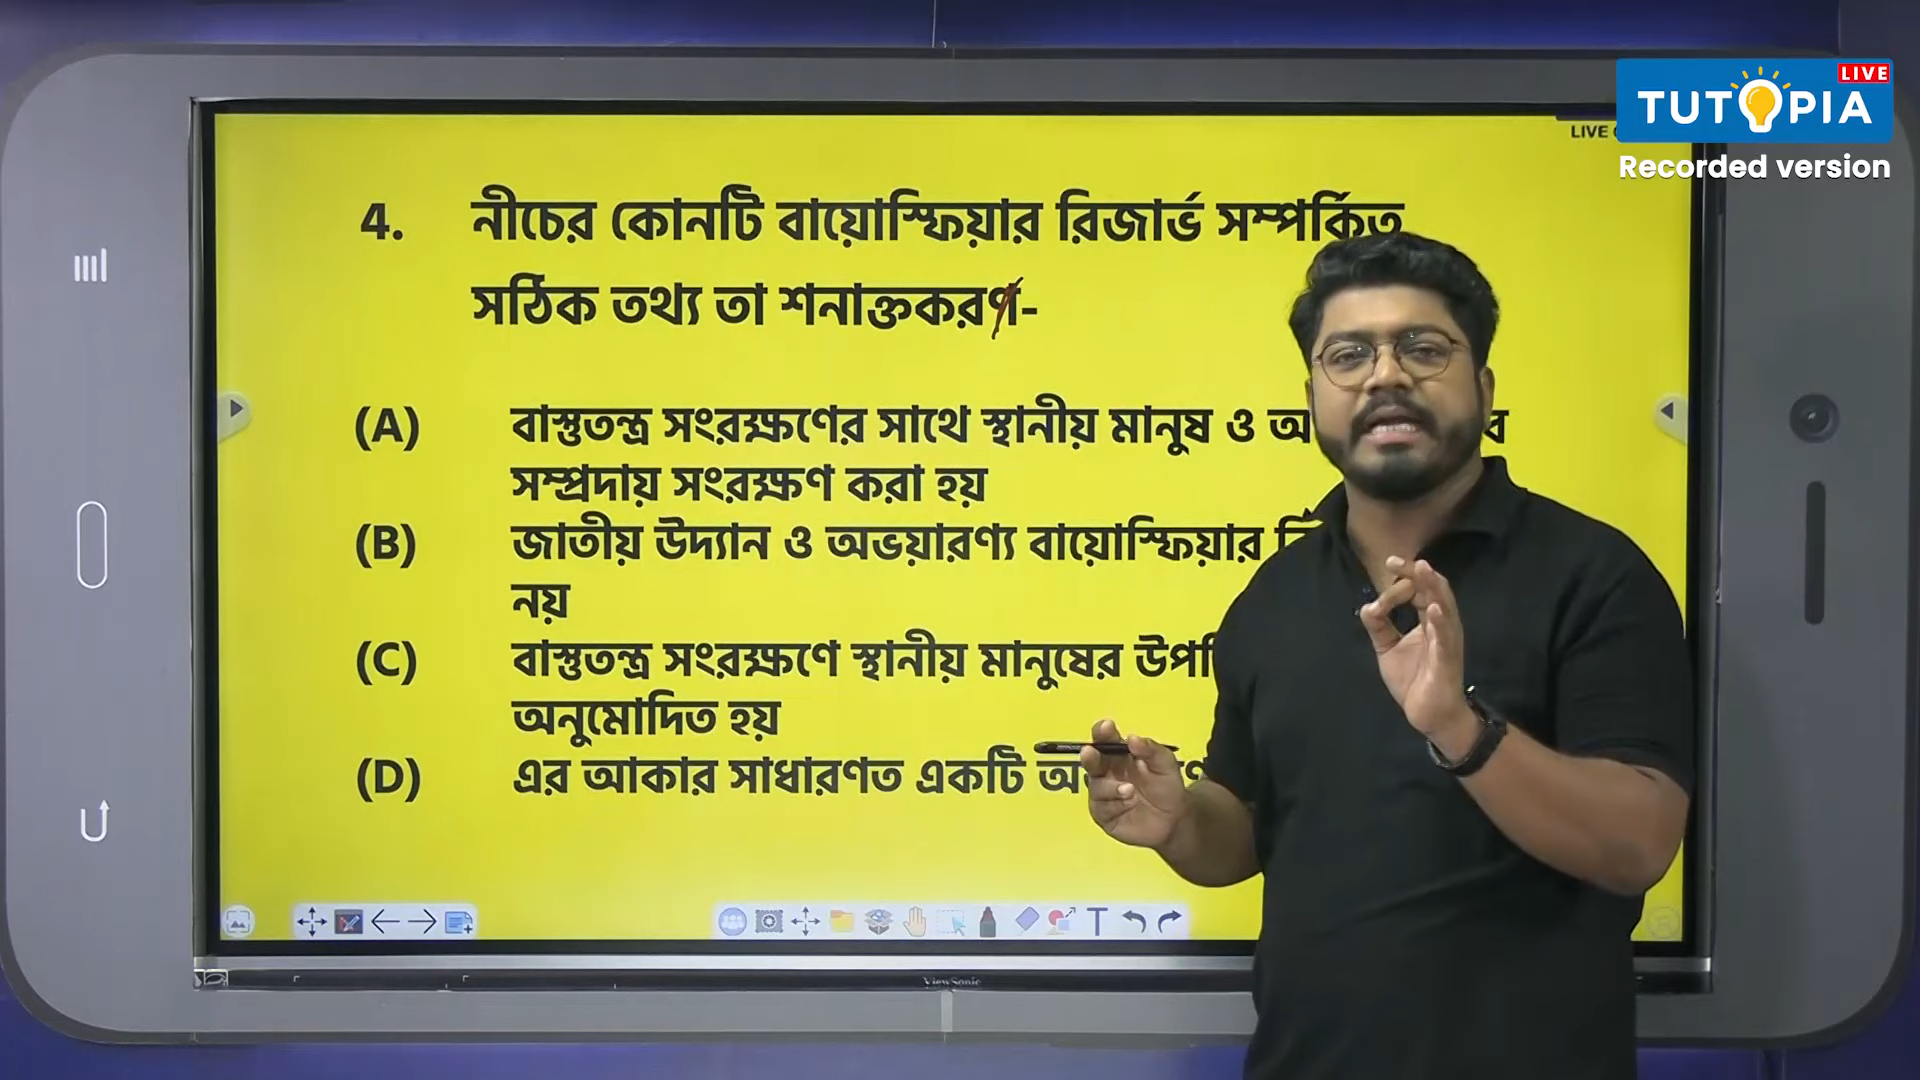 LIVE
TUTOPIA
LIVE
Recorded version
4. নীচের কোনটি বায়োস্ফিয়ার রিজার্ভ সম্পর্কিত
সঠিক তথ্য তা শনাক্তকরণ-
(A) বাস্তুতন্ত্র সংরক্ষণের সাথে স্থানীয় মানুষ ও
সম্প্রদায় সংরক্ষণ করা হয়
(B) জাতীয় উদ্যান ও অভয়ারণ্য বায়োস্ফিয়ার
নয়
(C) বাস্তুতন্ত্র সংরক্ষণে স্থানীয় মানুষের
অনুমোদিত হয়
(D) এর আকার সাধারণত একটি
ViewSonic